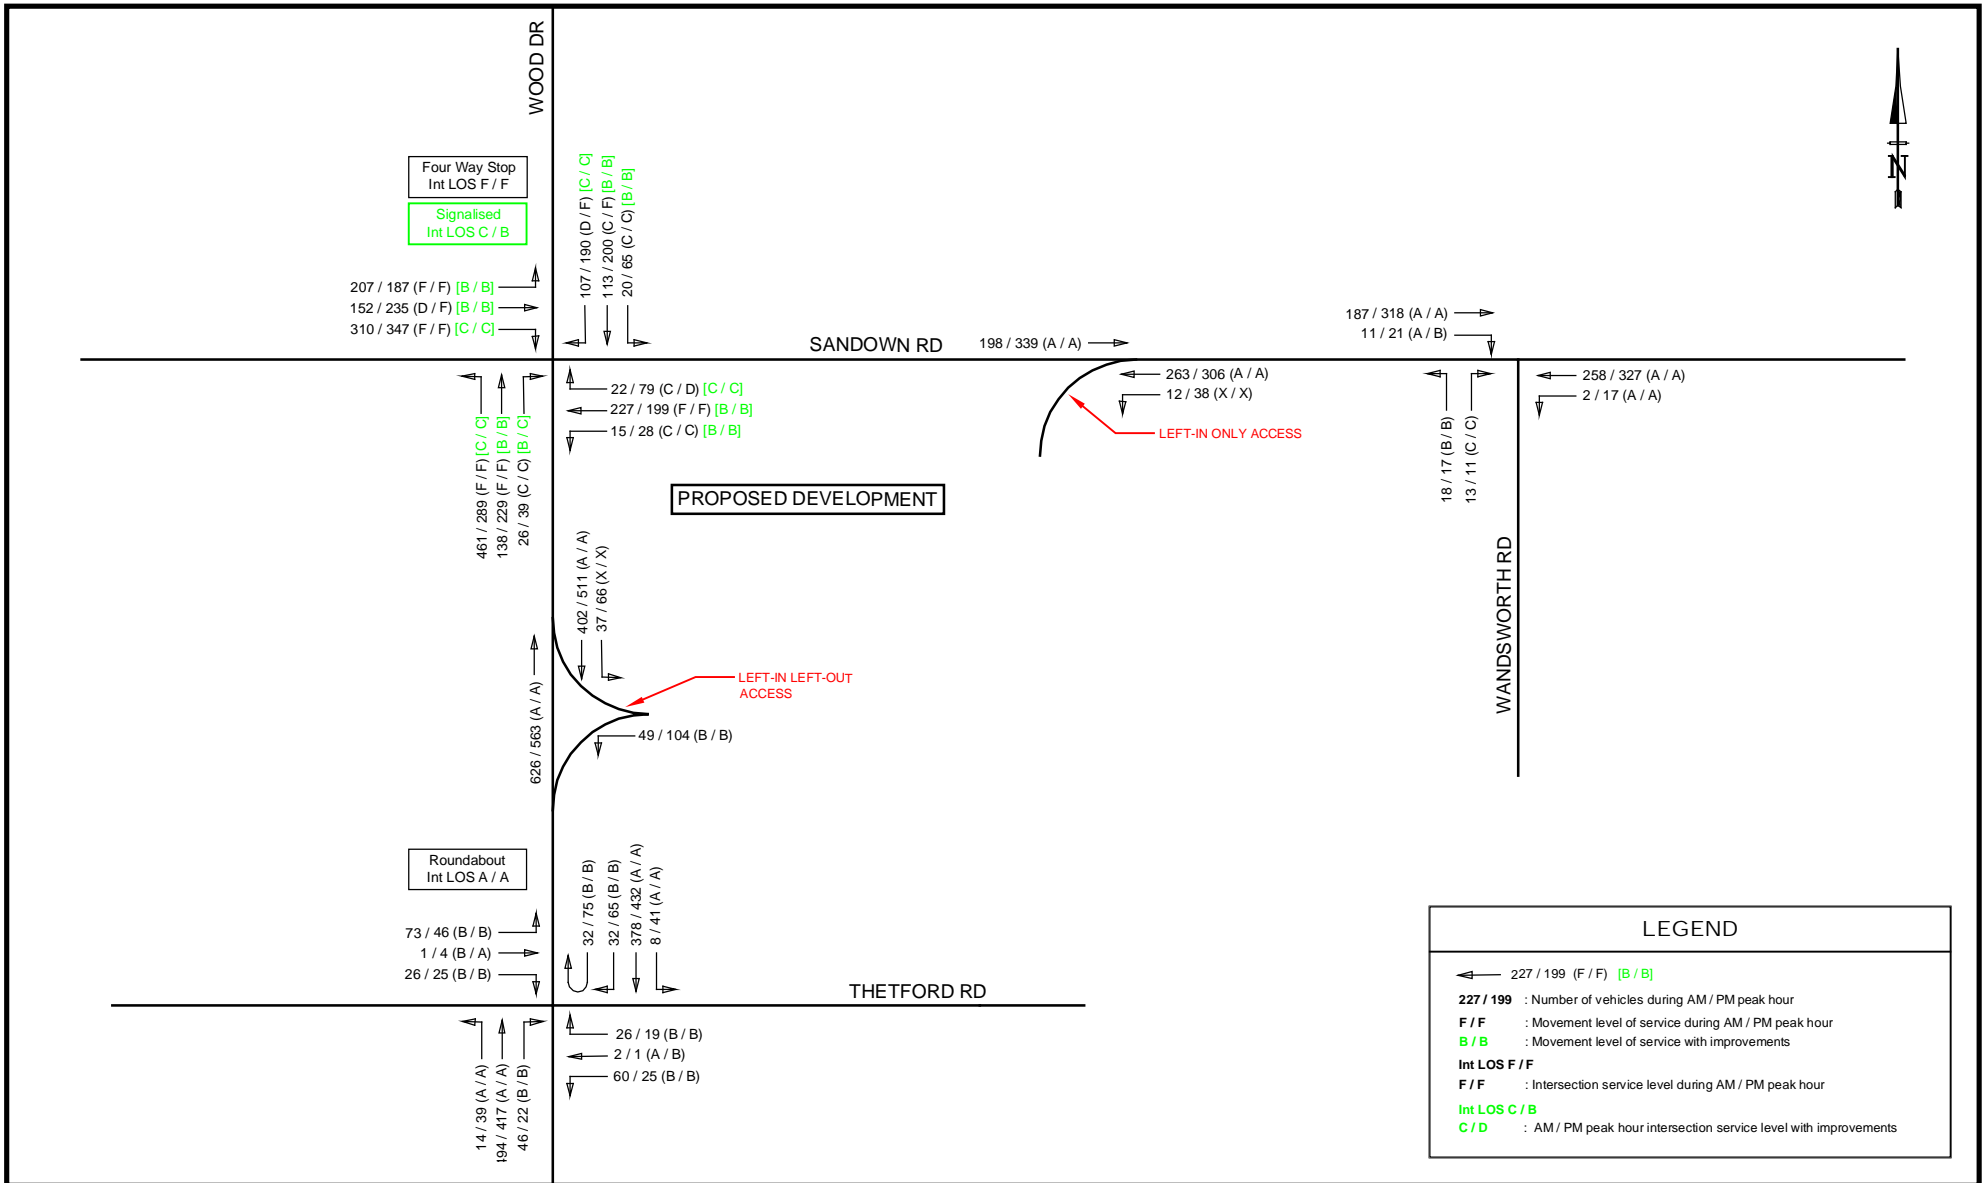 WOOD DR
Four Way Stop
Int LOS F / F
Signalised
Int LOS C / B
107 / 190 (D / F) [C / C]
113 / 200 (C / F) [B / B]
20 / 65 (C / C) [B / B]
N
207 / 187 (F / F) [B / B]
152 / 235 (D / F) [B / B]
310 / 347 (F / F) [C / C]
SANDOWN RD
198 / 339 (A / A)
187 / 318 (A / A)
11 / 21 (A / B)
22 / 79 (C / D) [C / C]
227 / 199 (F / F) [B / B]
15 / 28 (C / C) [B / B]
263 / 306 (A / A)
12 / 38 (X / X)
LEFT-IN ONLY ACCESS
258 / 327 (A / A)
2 / 17 (A / A)
461 / 289 (F / F) [C / C]
138 / 229 (F / F) [B / B]
26 / 39 (C / C) [B / C]
18 / 17 (B / B)
13 / 11 (C / C)
PROPOSED DEVELOPMENT
WANDSWORTH RD
402 / 511 (A / A)
37 / 66 (X / X)
626 / 563 (A / A)
LEFT-IN LEFT-OUT
ACCESS
49 / 104 (B / B)
Roundabout
Int LOS A / A
32 / 75 (B / B)
32 / 65 (B / B)
378 / 432 (A / A)
8 / 41 (A / A)
73 / 46 (B / B)
1 / 4 (B / A)
26 / 25 (B / B)
THETFORD RD
26 / 19 (B / B)
2 / 1 (A / B)
60 / 25 (B / B)
14 / 39 (A / A)
494 / 417 (A / A)
46 / 22 (B / B)
LEGEND
227 / 199 (F / F) [B / B]
227 / 199 : Number of vehicles during AM / PM peak hour
F / F : Movement level of service during AM / PM peak hour
B / B : Movement level of service with improvements
Int LOS F / F
F / F : Intersection service level during AM / PM peak hour
Int LOS C / B
C / D : AM / PM peak hour intersection service level with improvements